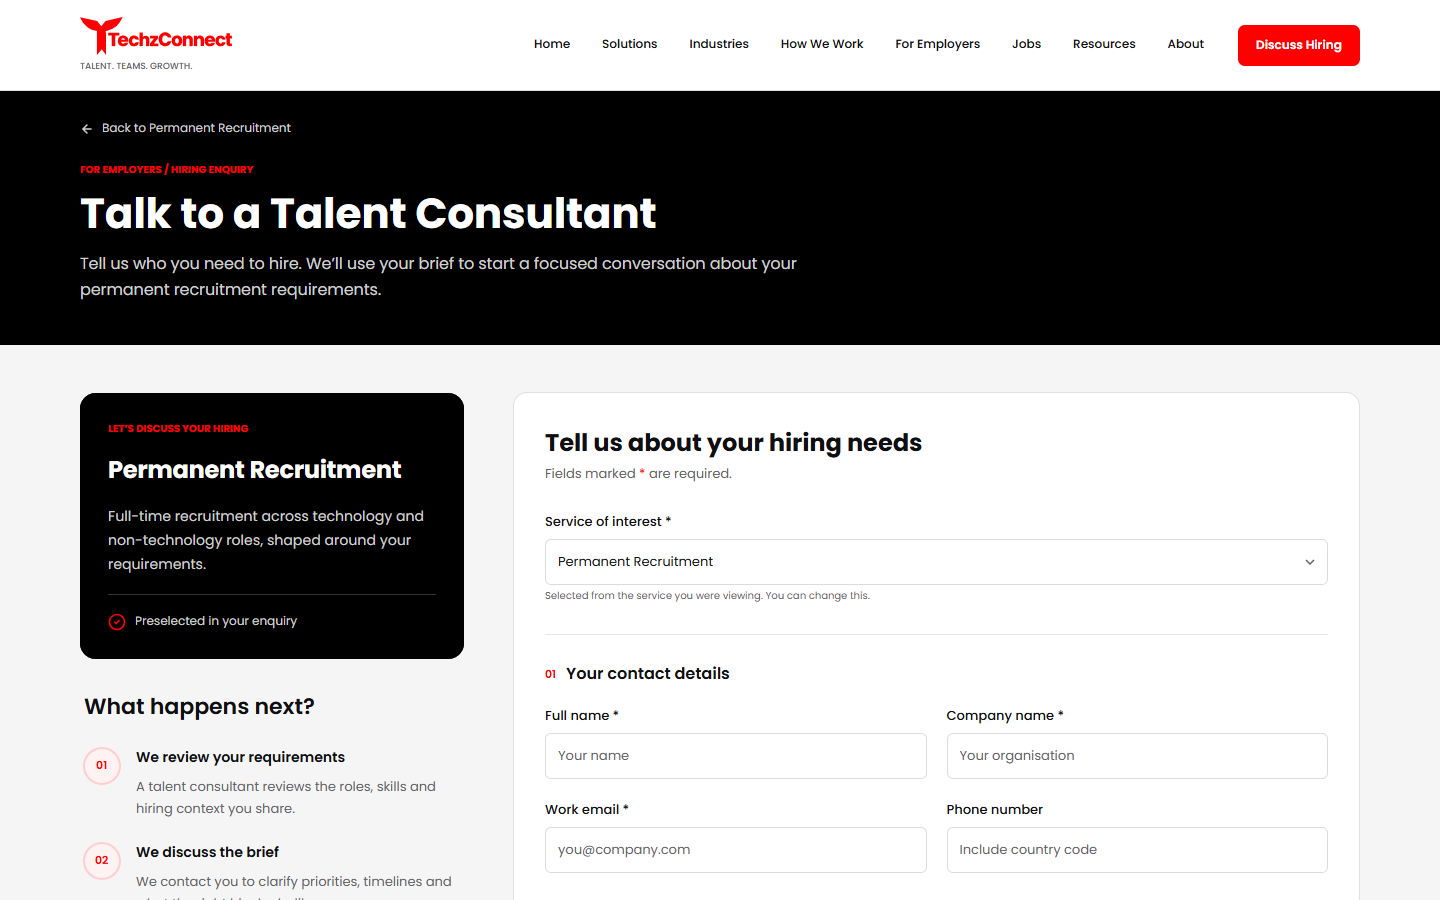 TechzConnect
TALENT. TEAMS. GROWTH.
Home
Solutions
Industries
How We Work
For Employers
Jobs
Resources
About
Discuss Hiring
Back to Permanent Recruitment
FOR EMPLOYERS / HIRING ENQUIRY
Talk to a Talent Consultant
Tell us who you need to hire. We’ll use your brief to start a focused conversation about your
permanent recruitment requirements.
LET'S DISCUSS YOUR HIRING
Permanent Recruitment
Full-time recruitment across technology and
non-technology roles, shaped around your
requirements.
Preselected in your enquiry
What happens next?
01
We review your requirements
A talent consultant reviews the roles, skills and
hiring context you share.
02
We discuss the brief
We contact you to clarify priorities, timelines and
Tell us about your hiring needs
Fields marked * are required.
Service of interest *
Permanent Recruitment
Selected from the service you were viewing. You can change this.
01 Your contact details
Full name *
Your name
Company name *
Your organisation
Work email *
you@company.com
Phone number
Include country code